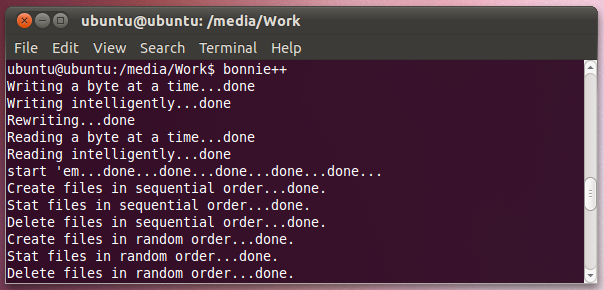 ubuntu@ubuntu: /media/Work
File Edit View Search Terminal Help
ubuntu@ubuntu:/media/Work$ bonnie++
Writing a byte at a time...done
Writing intelligently...done
Rewriting...done
Reading a byte at a time...done
Reading intelligently...done
start 'em...done...done...done...done...done...
Create files in sequential order...done.
Stat files in sequential order...done.
Delete files in sequential order...done.
Create files in random order...done.
Stat files in random order...done.
Delete files in random order...done.